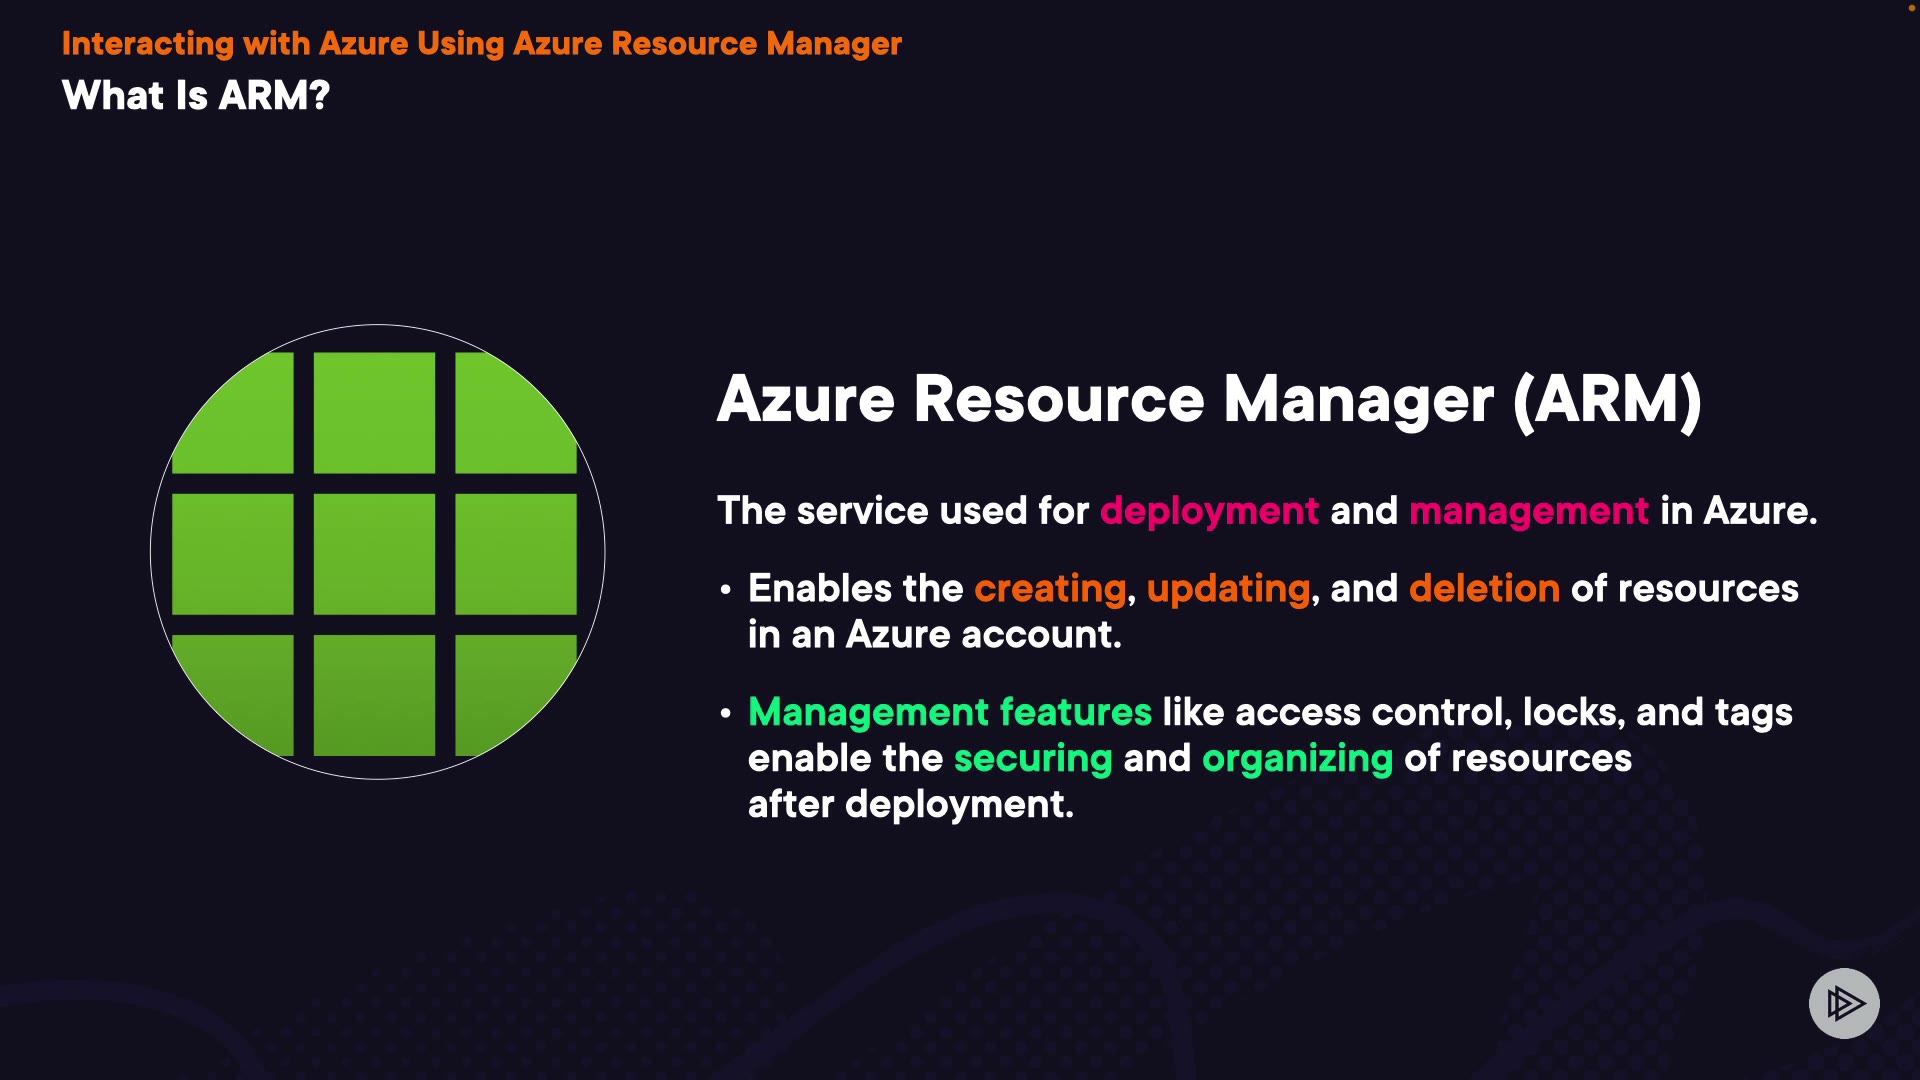 Interacting with Azure Using Azure Resource Manager
What Is ARM?
Azure Resource Manager (ARM)
The service used for deployment and management in Azure.
• Enables the creating, updating, and deletion of resources
in an Azure account.
• Management features like access control, locks, and tags
enable the securing and organizing of resources
after deployment.